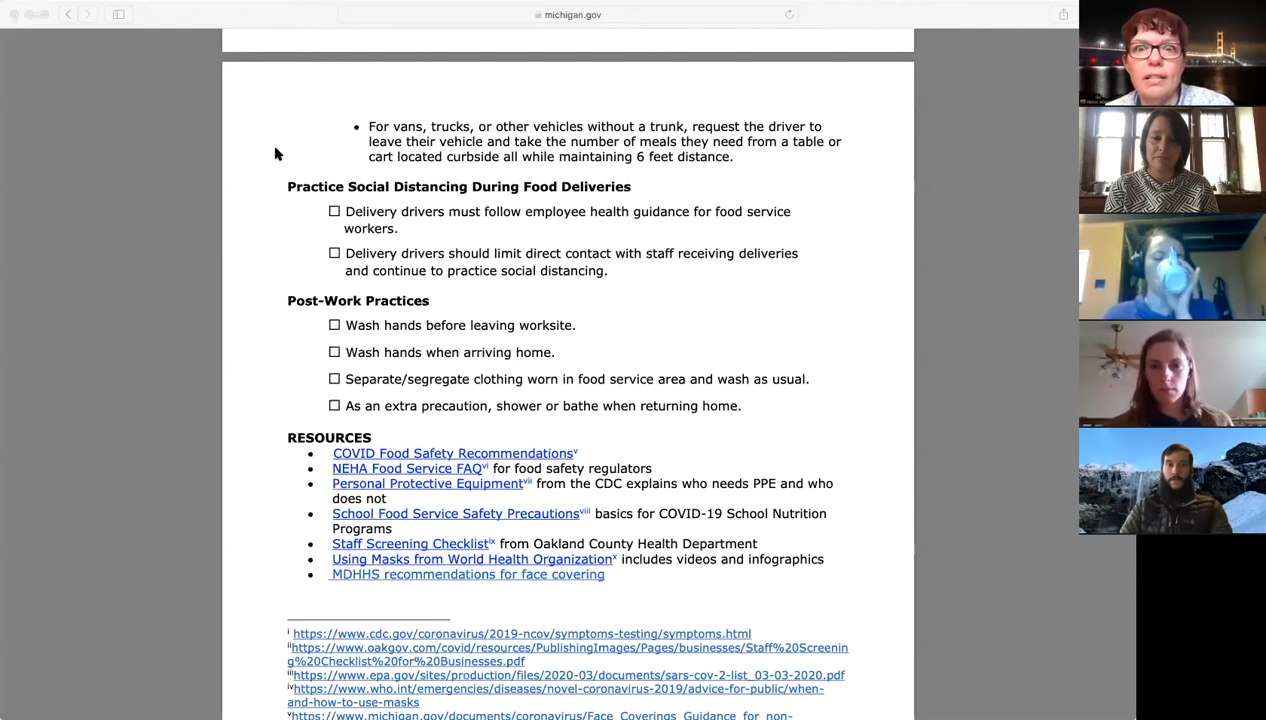 michigan.gov
• For vans, trucks, or other vehicles without a trunk, request the driver to
leave their vehicle and take the number of meals they need from a table or
cart located curbside all while maintaining 6 feet distance.
Practice Social Distancing During Food Deliveries
☐ Delivery drivers must follow employee health guidance for food service
workers.
☐ Delivery drivers should limit direct contact with staff receiving deliveries
and continue to practice social distancing.
Post-Work Practices
☐ Wash hands before leaving worksite.
☐ Wash hands when arriving home.
☐ Separate/segregate clothing worn in food service area and wash as usual.
☐ As an extra precaution, shower or bathe when returning home.
RESOURCES
• COVID Food Safety Recommendationsv
• NEHA Food Service FAQvi for food safety regulators
• Personal Protective Equipmentvii from the CDC explains who needs PPE and who
does not
• School Food Service Safety Precautionsviii basics for COVID-19 School Nutrition
Programs
• Staff Screening Checklistix from Oakland County Health Department
• Using Masks from World Health Organizationx includes videos and infographics
• MDHHS recommendations for face covering
i https://www.cdc.gov/coronavirus/2019-ncov/symptoms-testing/symptoms.html
iihttps://www.oakgov.com/covid/resources/PublishingImages/Pages/businesses/Staff%20Screenin
g%20Checklist%20for%20Businesses.pdf
iiihttps://www.epa.gov/sites/production/files/2020-03/documents/sars-cov-2-list_03-03-2020.pdf
ivhttps://www.who.int/emergencies/diseases/novel-coronavirus-2019/advice-for-public/when-
and-how-to-use-masks
vhttps://www.michigan.gov/documents/coronavirus/Face_Coverings_Guidance_for_non-